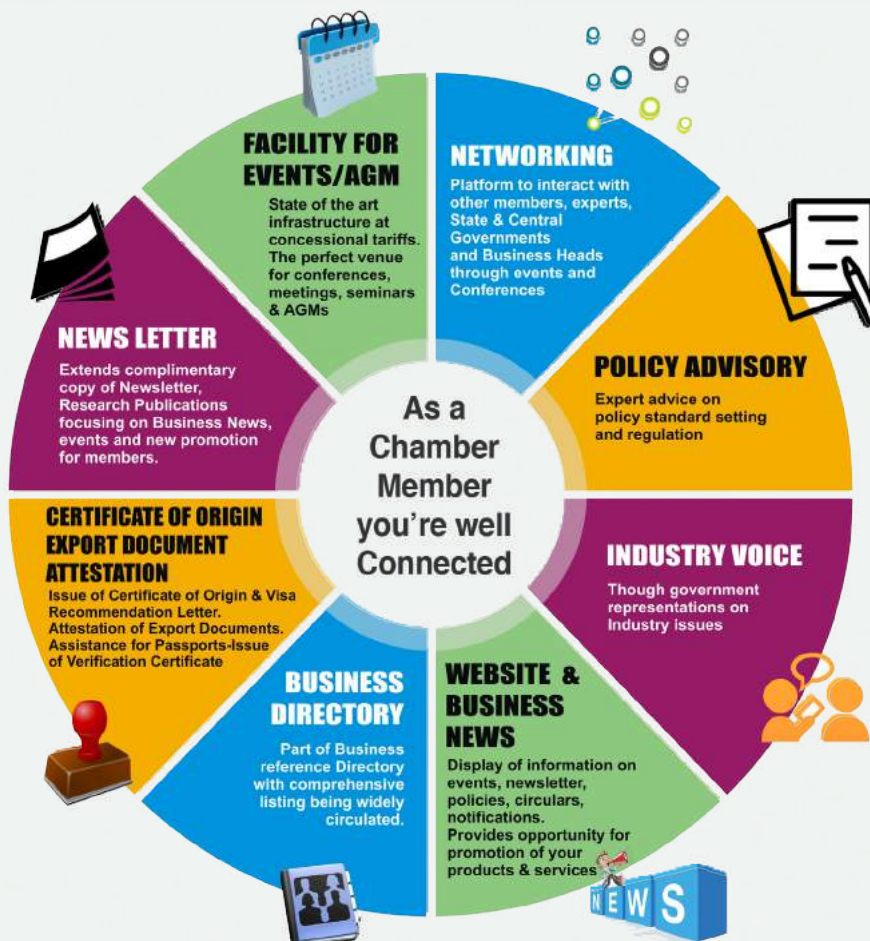 FACILITY FOR
EVENTS/AGM
State of the art
infrastructure at
concessional tariffs.
The perfect venue
for conferences,
meetings, seminars
& AGMs
NETWORKING
Platform to interact with
other members, experts,
State & Central
Governments
and Business Heads
through events and
Conferences
POLICY ADVISORY
Expert advice on
policy standard setting
and regulation
INDUSTRY VOICE
Though government
representations on
Industry issues
WEBSITE &
BUSINESS
NEWS
Display of information on
events, newsletter,
policies, circulars,
notifications.
Provides opportunity for
promotion of your
products & services
NEWS
BUSINESS
DIRECTORY
Part of Business
reference Directory
with comprehensive
listing being widely
circulated.
CERTIFICATE OF ORIGIN
EXPORT DOCUMENT
ATTESTATION
Issue of Certificate of Origin & Visa
Recommendation Letter.
Attestation of Export Documents.
Assistance for Passports-Issue
of Verification Certificate
NEWS LETTER
Extends complimentary
copy of Newsletter,
Research Publications
focusing on Business News,
events and new promotion
for members.
As a
Chamber
Member
you're well
Connected